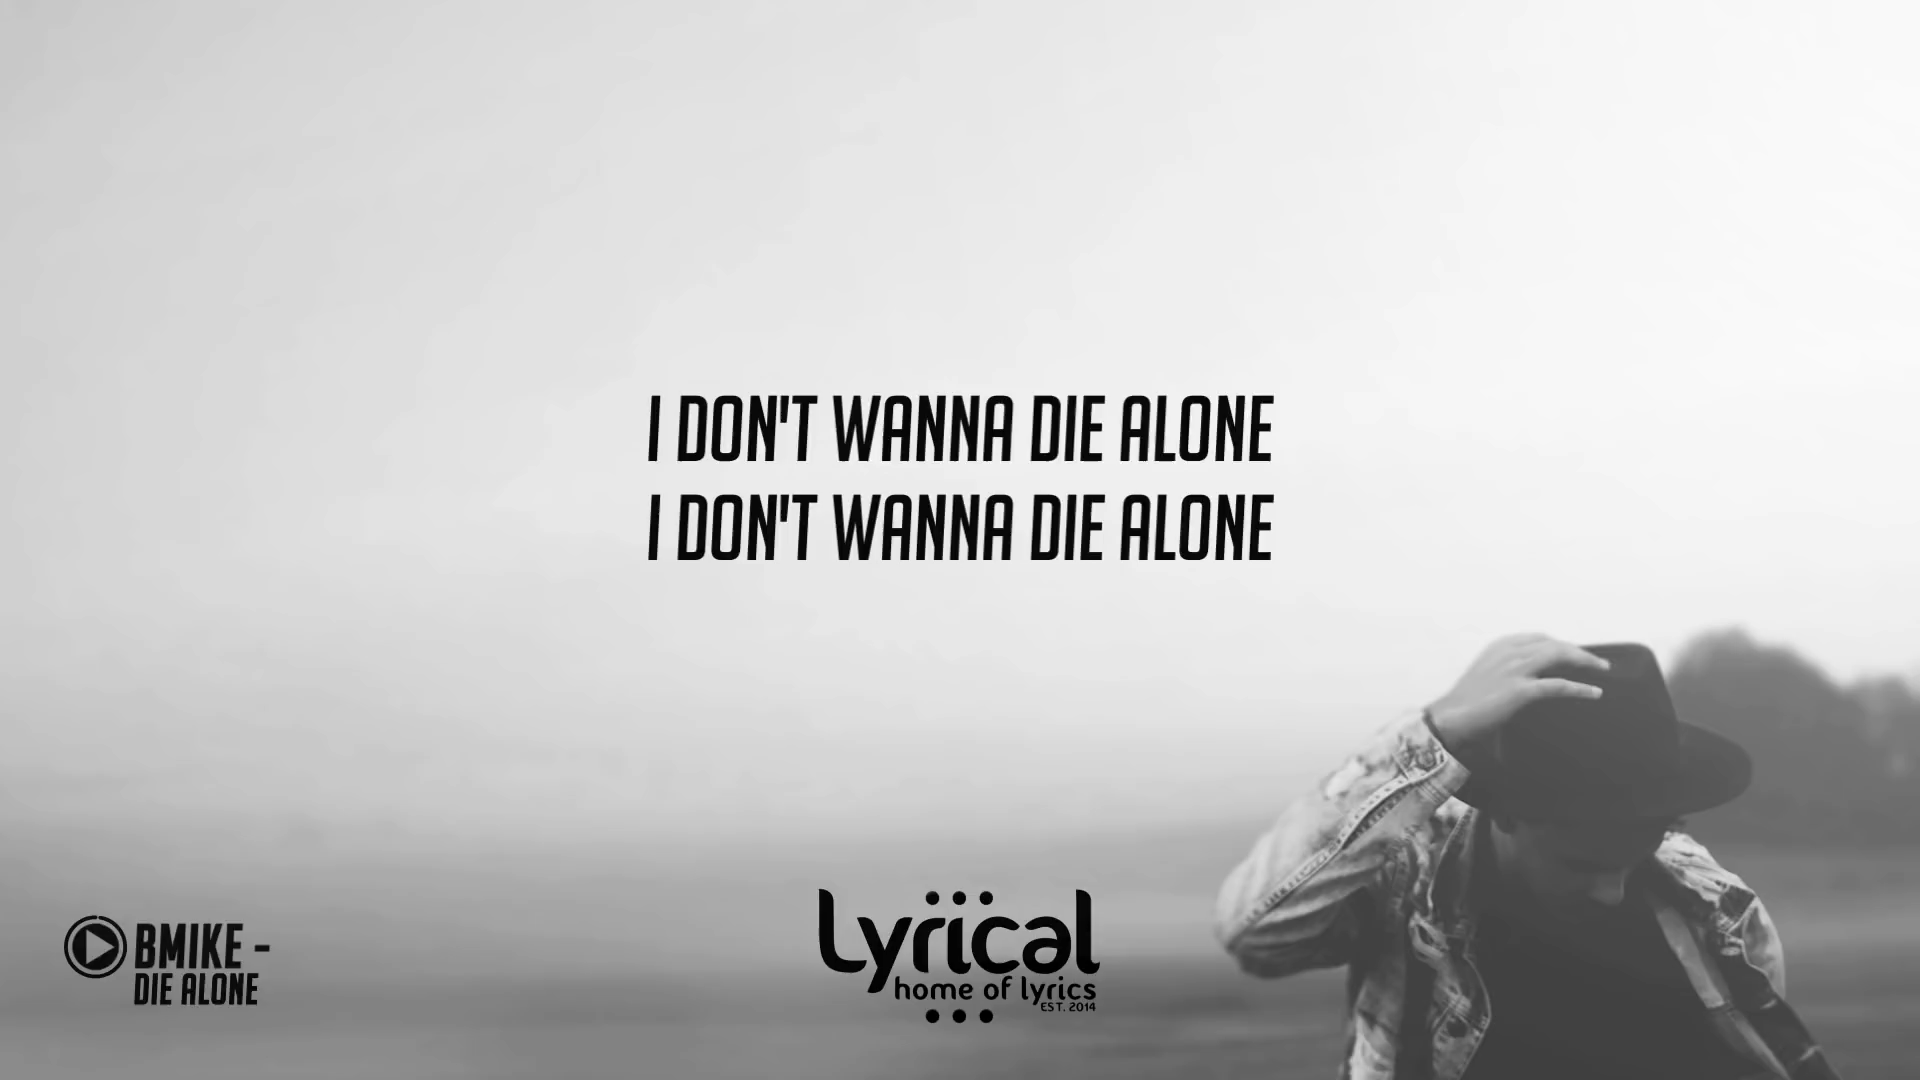 I DON'T WANNA DIE ALONE
I DON'T WANNA DIE ALONE
BMIKE -
DIE ALONE
Lyrical
home of lyrics
EST. 2014